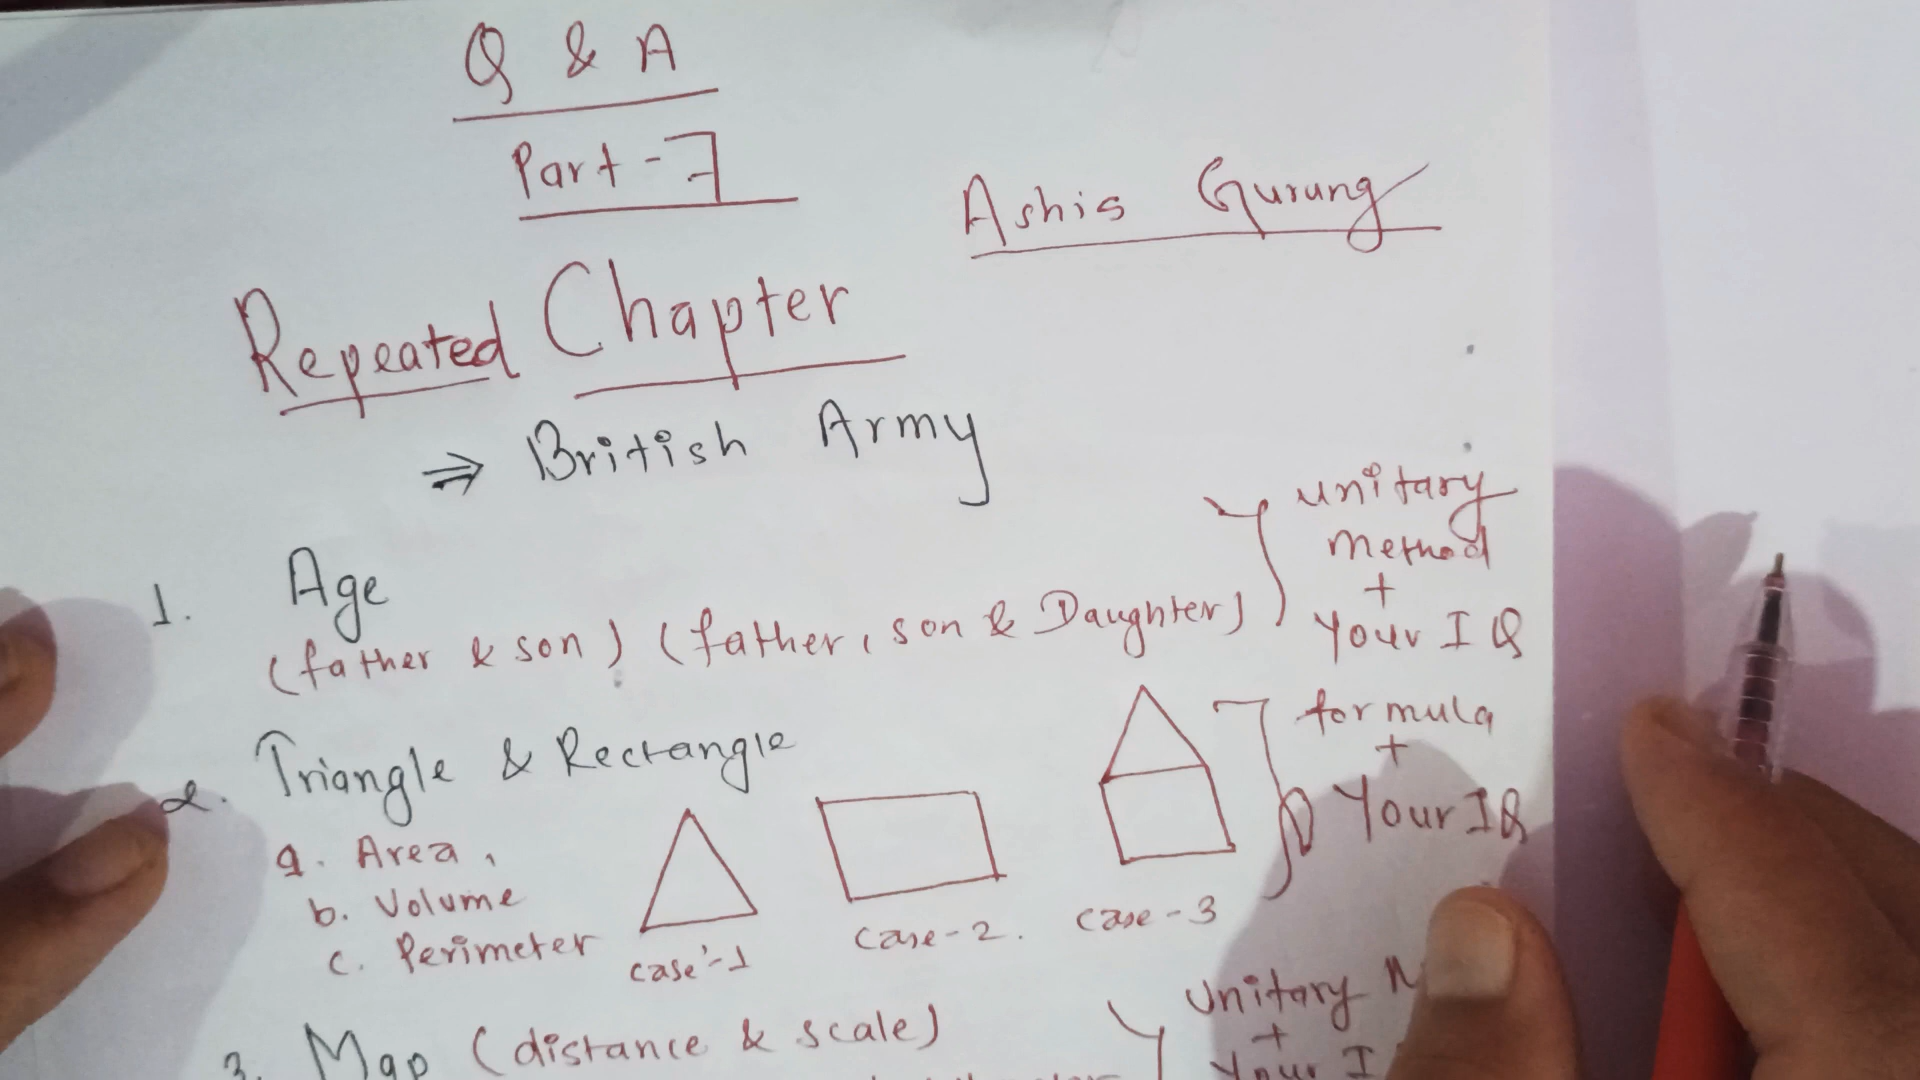 Q & A
Part-7
Ashis Gurung
Repeated Chapter
⇒ British Army
1. Age
(father & son) (father, son & Daughter)
unitary
Method
+
Your IQ
2. Triangle & Rectangle
a. Area,
b. Volume
c. Perimeter
case-1
case-2.
case-3
formula
+
Your IQ
3. Map (distance & scale)
Unitary
+
Your I